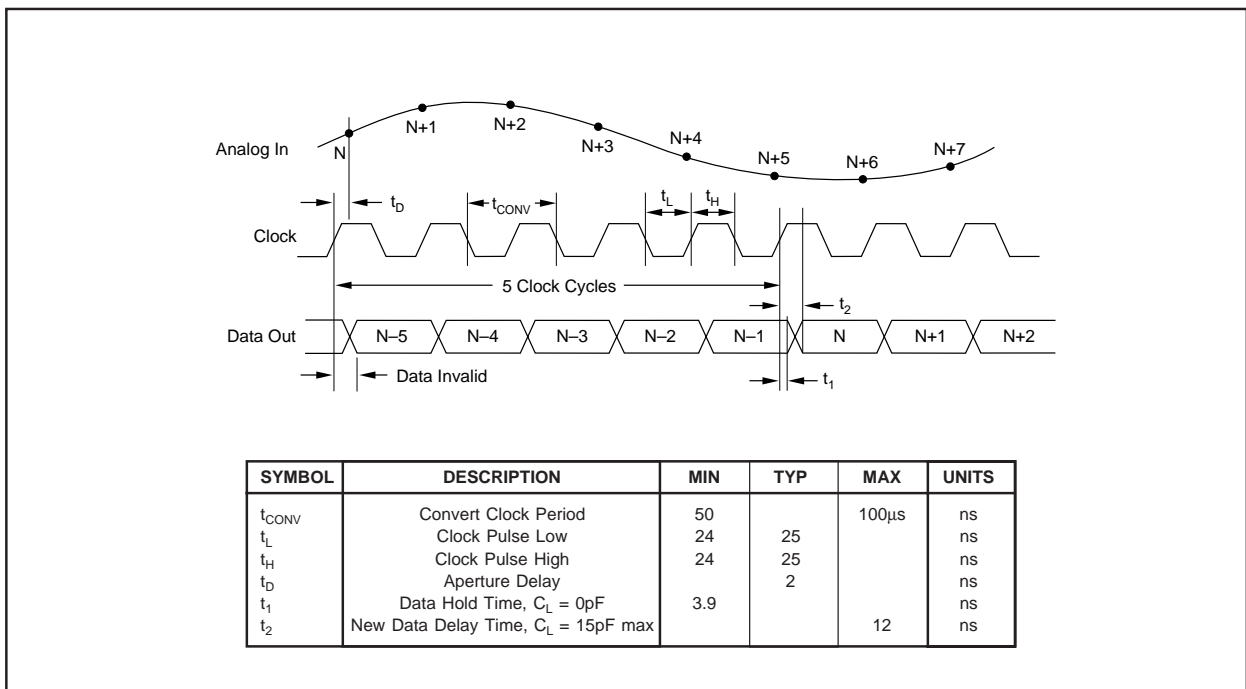 N+1
N+2
N+3
N+4
N+5
N+6
N+7
Analog In
N
t_D
t_CONV
t_L
t_H
Clock
5 Clock Cycles
t_2
Data Out
N–5
N–4
N–3
N–2
N–1
N
N+1
N+2
Data Invalid
t_1
SYMBOL DESCRIPTION MIN TYP MAX UNITS
t_CONV Convert Clock Period 50 100µs ns
t_L Clock Pulse Low 24 25 ns
t_H Clock Pulse High 24 25 ns
t_D Aperture Delay 2 ns
t_1 Data Hold Time, C_L = 0pF 3.9 ns
t_2 New Data Delay Time, C_L = 15pF max 12 ns